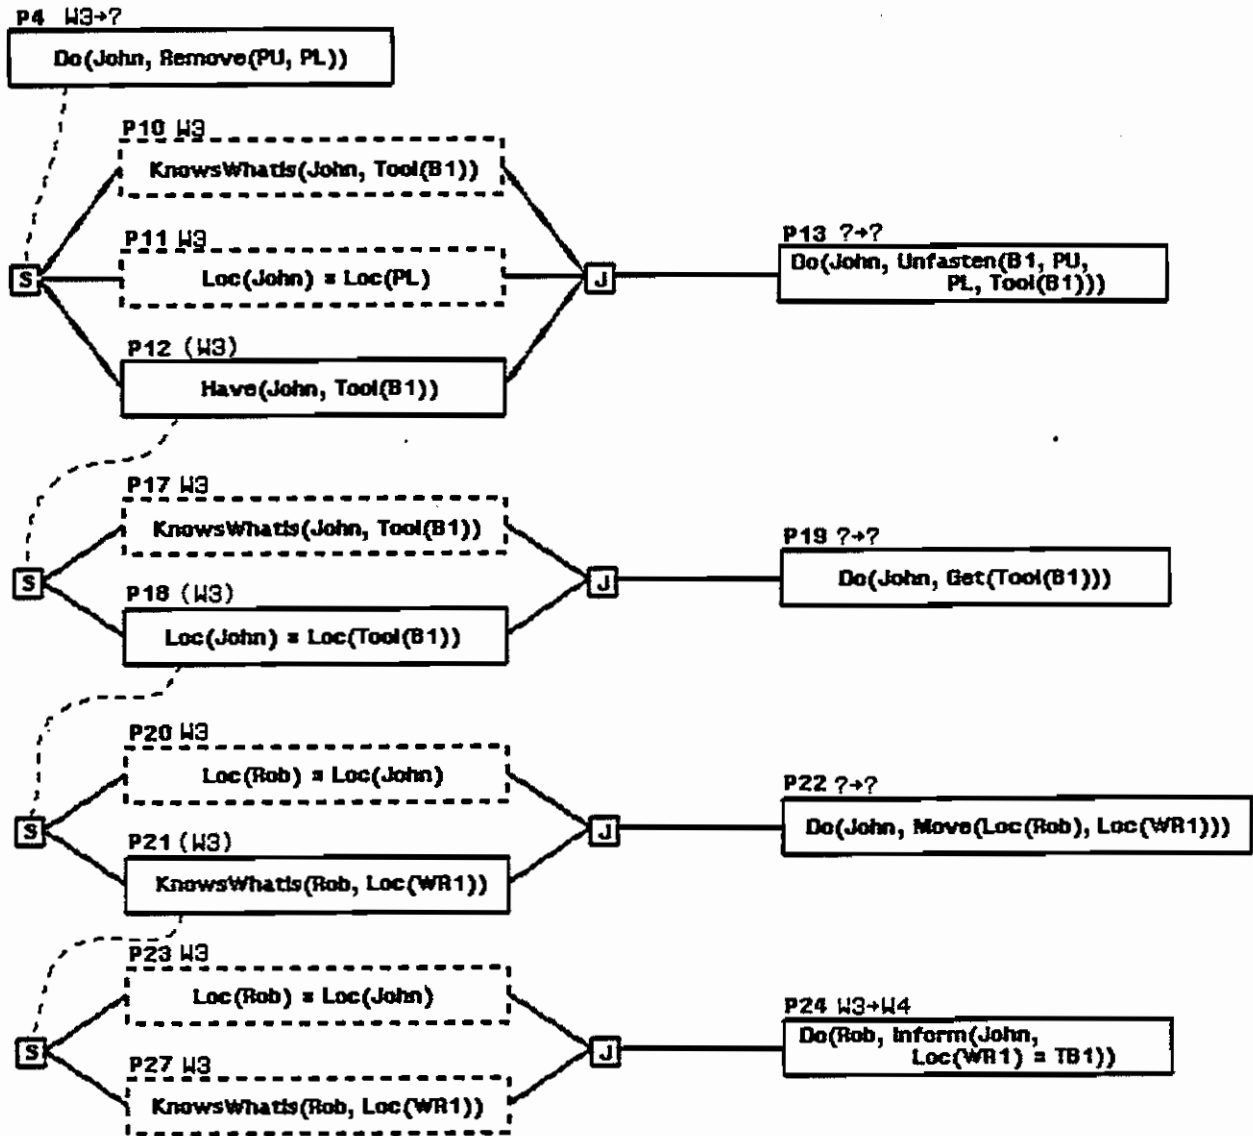 P4 W3→?
Do(John, Remove(PU, PL))
P10 W3
KnowsWhatIs(John, Tool(B1))
P11 W3
Loc(John) = Loc(PL)
P13 ?→?
Do(John, Unfasten(B1, PU,
PL, Tool(B1)))
S
J
P12 (W3)
Have(John, Tool(B1))
P17 W3
KnowsWhatIs(John, Tool(B1))
P19 ?→?
Do(John, Get(Tool(B1)))
S
J
P18 (W3)
Loc(John) = Loc(Tool(B1))
P20 W3
Loc(Rob) = Loc(John)
P22 ?→?
Do(John, Move(Loc(Rob), Loc(WR1)))
S
J
P21 (W3)
KnowsWhatIs(Rob, Loc(WR1))
P23 W3
Loc(Rob) = Loc(John)
P24 W3→W4
Do(Rob, Inform(John,
Loc(WR1) = TB1))
S
J
P27 W3
KnowsWhatIs(Rob, Loc(WR1))